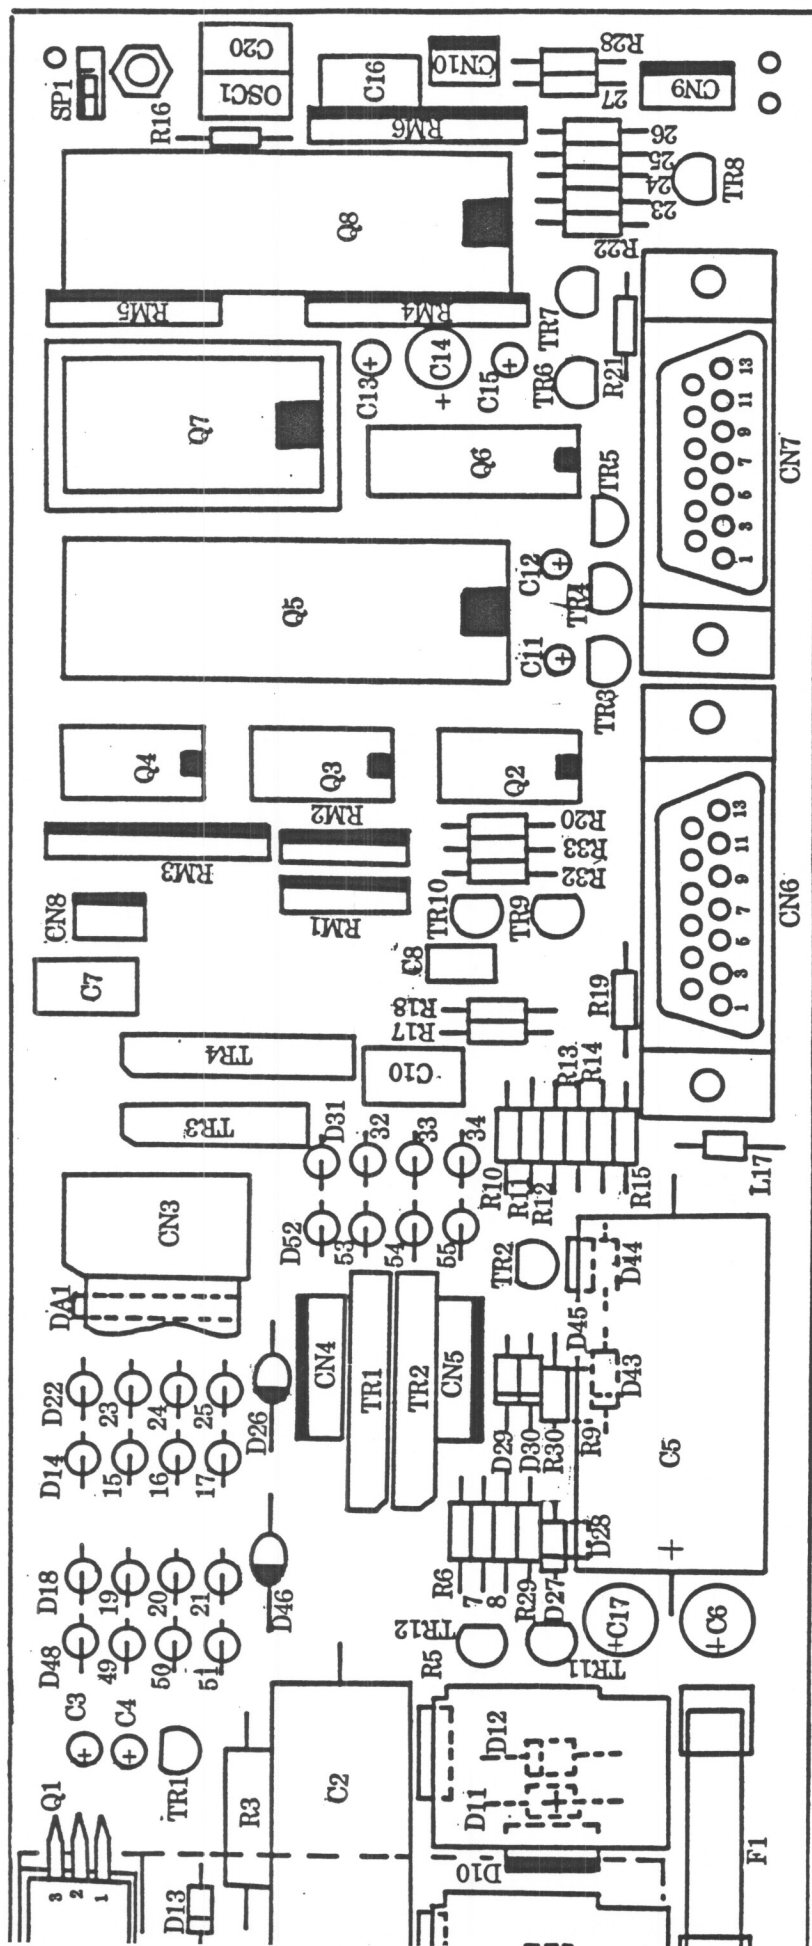 C20
OSC1
SP1
R16
C16
CN10
R28
27
CN9
RM6
26
25
24
23
R22
TR8
Q8
RM5
RM4
TR7
TR6
R21
C13
C14
+
C15
Q7
Q6
TR5
CN7
13
11
9
7
5
3
1
Q5
C12
TR4
C11
TR3
Q4
Q3
Q2
RM2
RM3
R20
R33
R32
CN8
RM1
TR10
TR9
CN6
13
11
9
7
5
3
1
C7
C8
R18
R17
R19
TR4
C10
TR3
R13
R14
D31
32
33
34
R10
R11
R12
R15
L17
CN3
D52
53
54
55
TR2
D44
D45
DA1
CN4
TR1
TR2
CN5
D43
D22
23
24
25
D26
D29
D30
R30
R9
C5
+
D14
15
16
17
D28
R6
7
8
R29
D27
D18
19
20
21
D46
TR12
+C17
+C6
D48
49
50
51
R5
TR11
C3
C4
TR1
D12
D11
Q1
R3
C2
F1
D10
3
2
1
D13